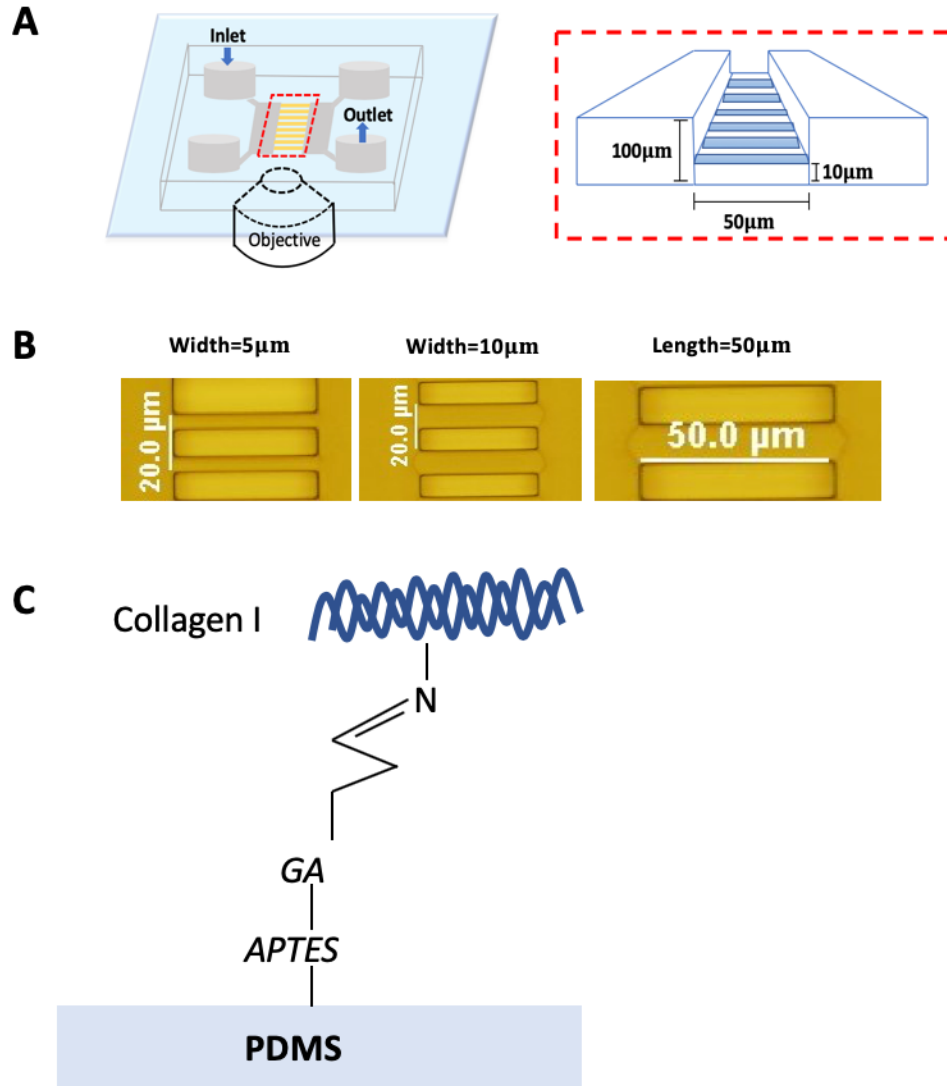 A
Inlet
Outlet
Objective
100μm
10μm
50μm
B
Width=5μm
Width=10μm
Length=50μm
20.0 μm
20.0 μm
50.0 μm
C
Collagen I
N
GA
APTES
PDMS